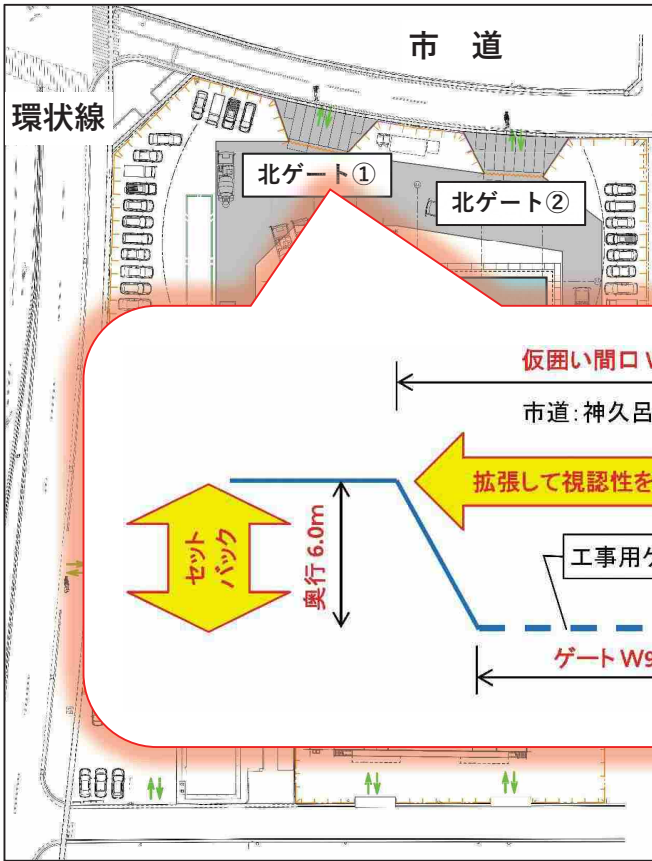 市 道
環状線
北ゲート①
北ゲート②
仮囲い間口
市道:神久呂
拡張して視認性を
セット
バック
奥行 6.0m
工事用
ゲート W9